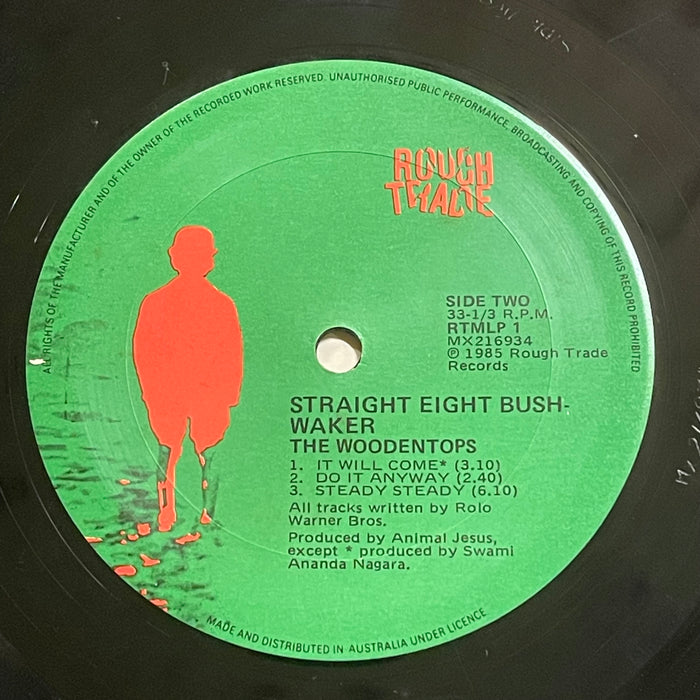 ALL RIGHTS OF THE MANUFACTURER AND OF THE OWNER OF THE RECORDED WORK RESERVED. UNAUTHORISED PUBLIC PERFORMANCE, BROADCASTING AND COPYING OF THIS RECORD PROHIBITED
ROUGH
TRADE
SIDE TWO
33-1/3 R.P.M.
RTMLP 1
MX216934
℗ 1985 Rough Trade
Records
STRAIGHT EIGHT BUSH-
WAKER
THE WOODENTOPS
1. IT WILL COME* (3.10)
2. DO IT ANYWAY (2.40)
3. STEADY STEADY (6.10)
All tracks written by Rolo
Warner Bros.
Produced by Animal Jesus,
except * produced by Swami
Ananda Nagara.
MADE AND DISTRIBUTED IN AUSTRALIA UNDER LICENCE